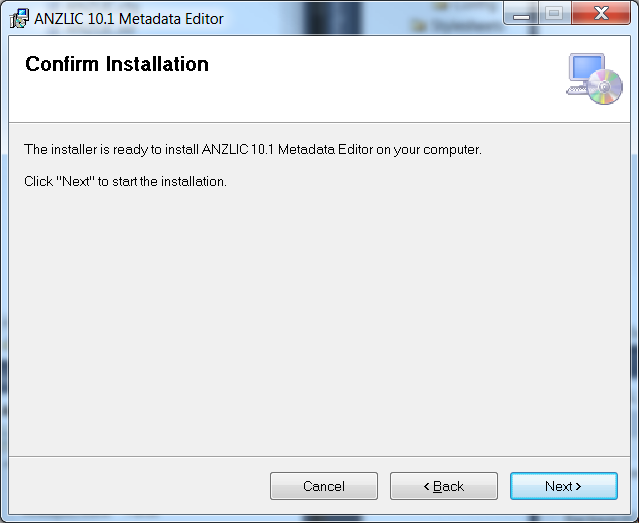 ANZLIC 10.1 Metadata Editor
Confirm Installation
The installer is ready to install ANZLIC 10.1 Metadata Editor on your computer.
Click "Next" to start the installation.
Cancel
< Back
Next >